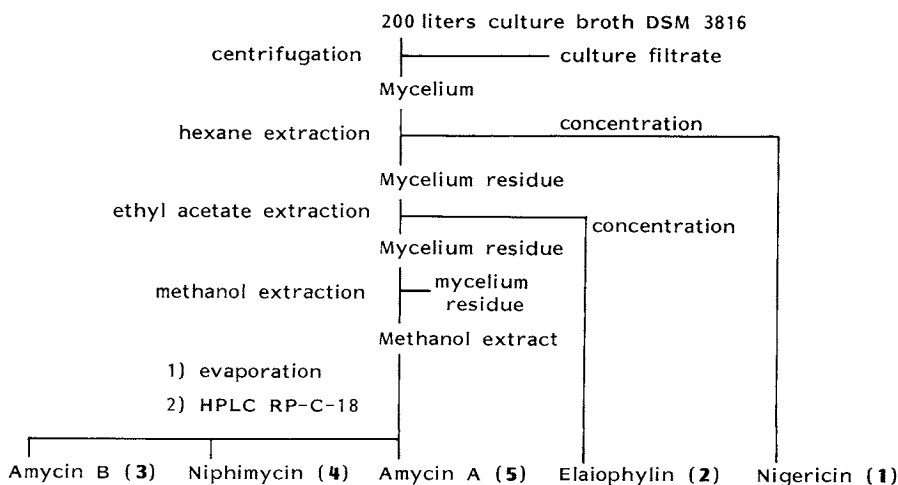 200 liters culture broth DSM 3816
centrifugation
culture filtrate
Mycelium
concentration
hexane extraction
Mycelium residue
ethyl acetate extraction
concentration
Mycelium residue
methanol extraction
mycelium
residue
Methanol extract
1) evaporation
2) HPLC RP-C-18
Amycin B (3)
Niphimycin (4)
Amycin A (5)
Elaiophylin (2)
Nigericin (1)